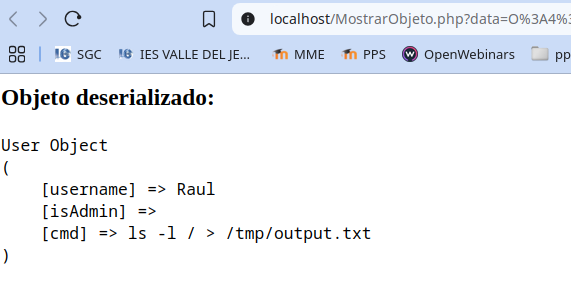 localhost/MostrarObjeto.php?data=O%3A4%
SGC
IES VALLE DEL JE...
MME
PPS
OpenWebinars
pp
Objeto deserializado:
User Object
(
[username] => Raul
[isAdmin] =>
[cmd] => ls -l / > /tmp/output.txt
)